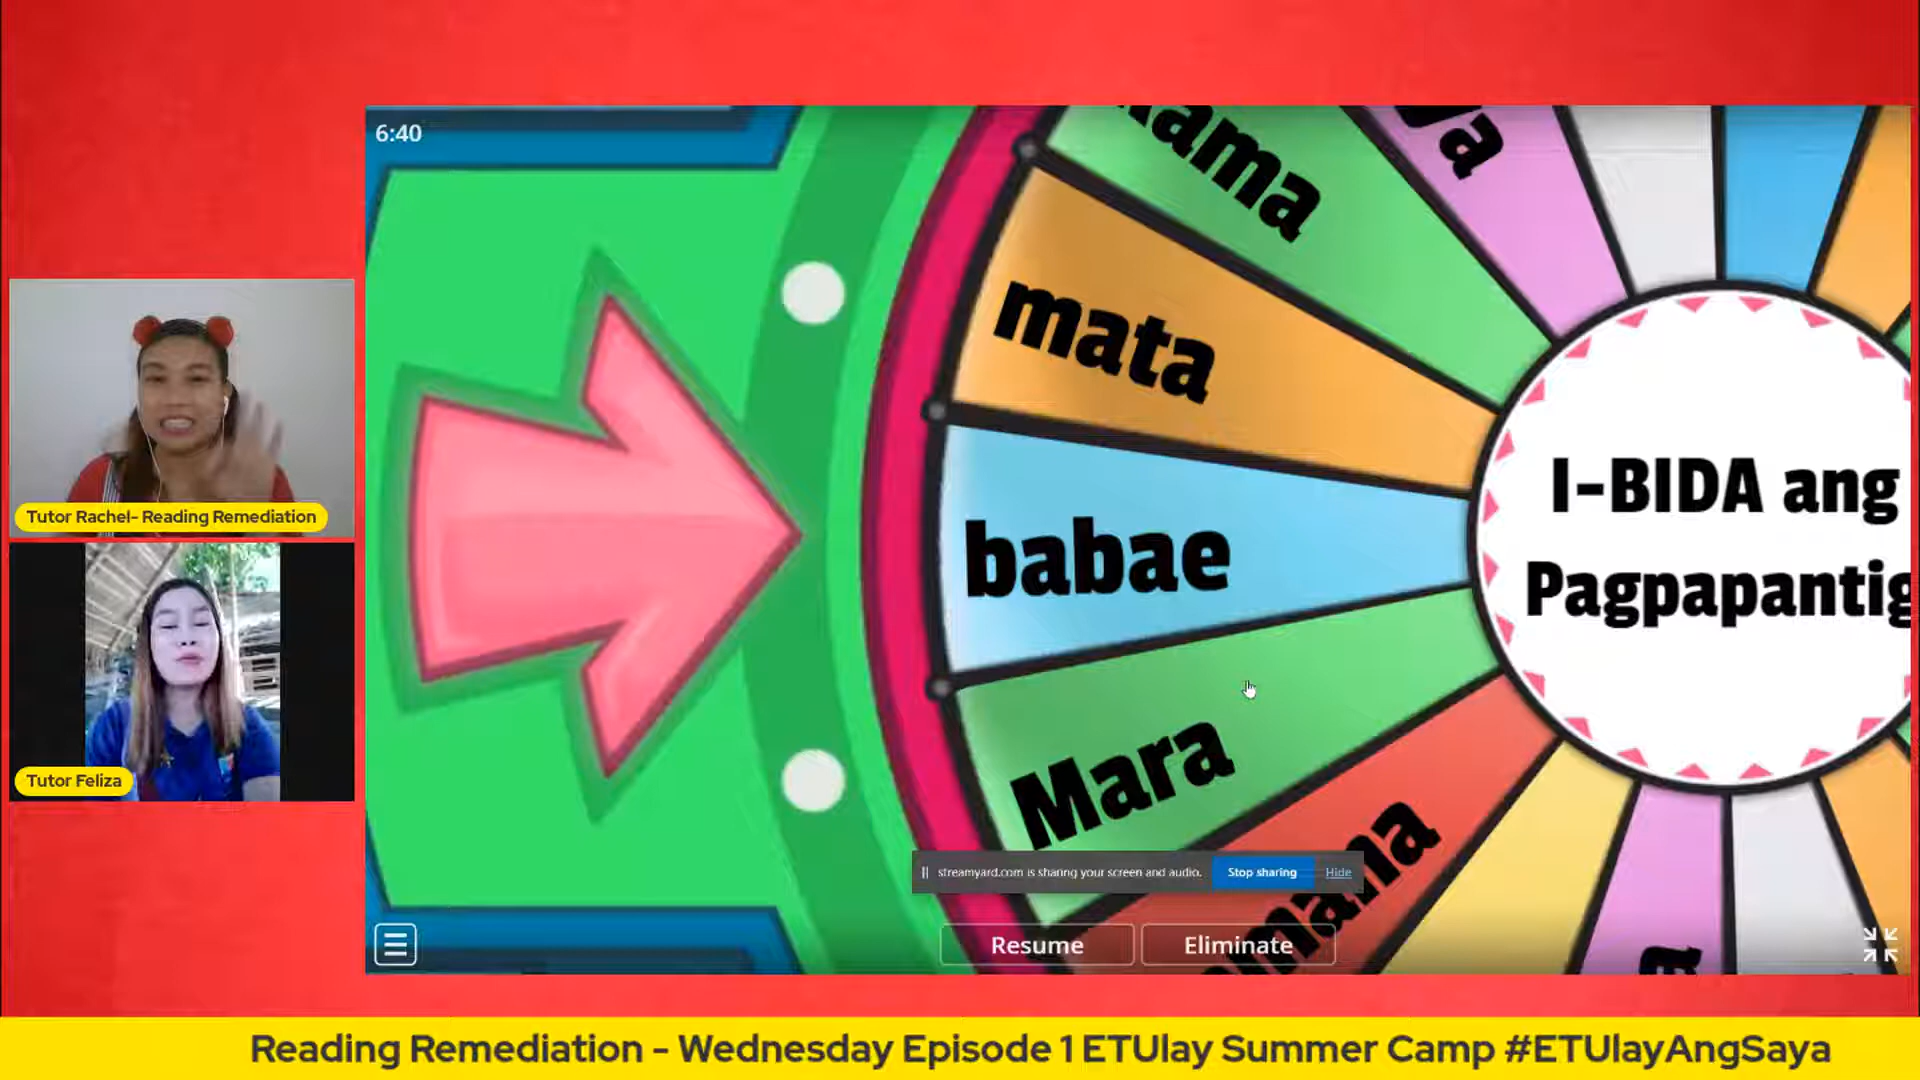 6:40
mata
babae
Mara
I-BIDA ang
Pagpapantig
Tutor Rachel- Reading Remediation
Tutor Feliza
streamyard.com is sharing your screen and audio.
Stop sharing
Hide
Resume
Eliminate
Reading Remediation - Wednesday Episode 1 ETUlay Summer Camp #ETUlayAngSaya